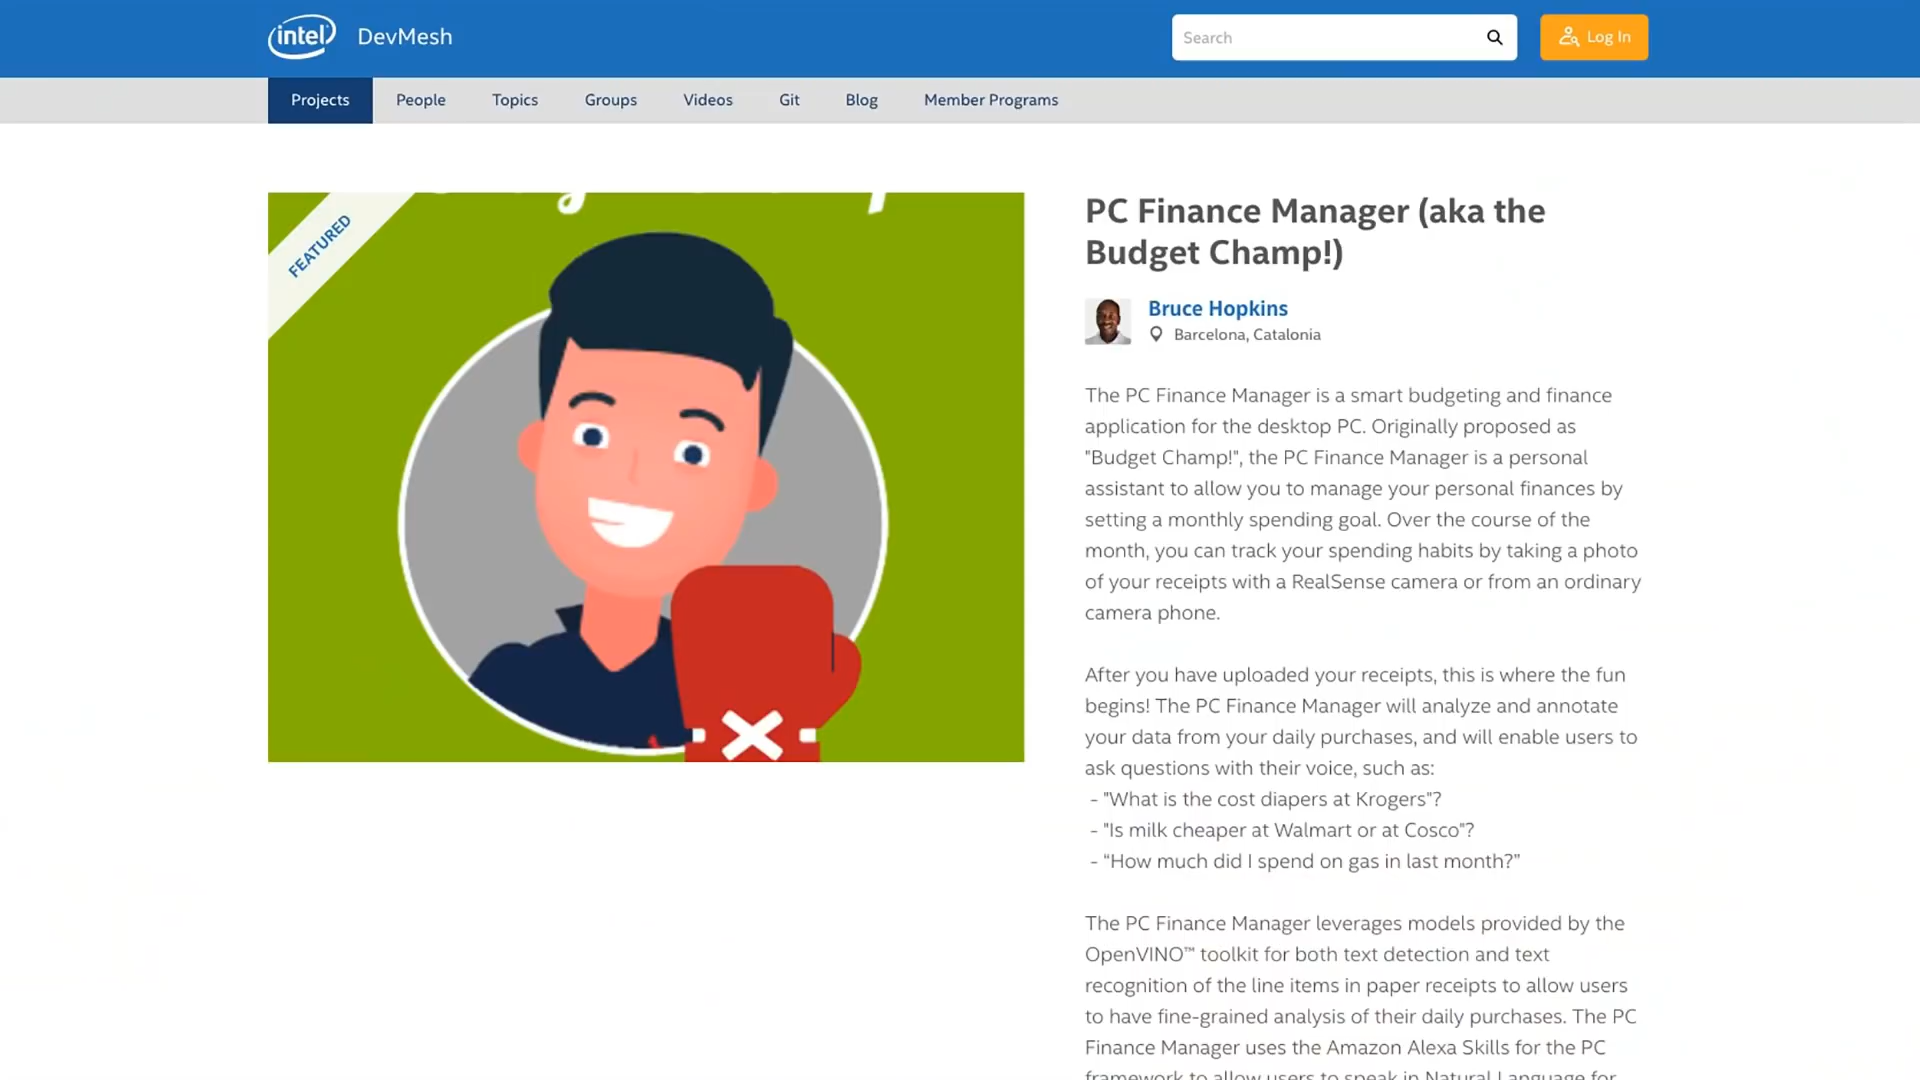 intel DevMesh
Search
Log In
Projects People Topics Groups Videos Git Blog Member Programs
FEATURED
PC Finance Manager (aka the
Budget Champ!)
Bruce Hopkins
Barcelona, Catalonia
The PC Finance Manager is a smart budgeting and finance
application for the desktop PC. Originally proposed as
"Budget Champ!", the PC Finance Manager is a personal
assistant to allow you to manage your personal finances by
setting a monthly spending goal. Over the course of the
month, you can track your spending habits by taking a photo
of your receipts with a RealSense camera or from an ordinary
camera phone.
After you have uploaded your receipts, this is where the fun
begins! The PC Finance Manager will analyze and annotate
your data from your daily purchases, and will enable users to
ask questions with their voice, such as:
- "What is the cost diapers at Krogers"?
- "Is milk cheaper at Walmart or at Cosco"?
- “How much did I spend on gas in last month?”
The PC Finance Manager leverages models provided by the
OpenVINO™ toolkit for both text detection and text
recognition of the line items in paper receipts to allow users
to have fine-grained analysis of their daily purchases. The PC
Finance Manager uses the Amazon Alexa Skills for the PC
framework to allow users to speak in Natural Language for